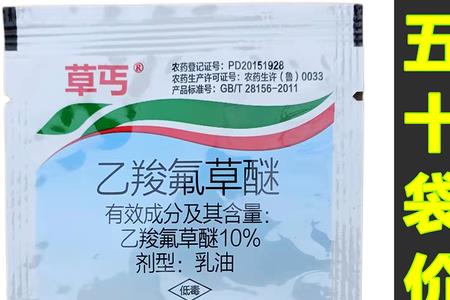 草丐®
农药登记证号：PD20151928
农药生产许可证号：农药生许（鲁）0033
产品标准号：GB/T 28156-2011
乙羧氟草醚
有效成分及其含量：
乙羧氟草醚10%
剂型：乳油
低毒
五十袋价